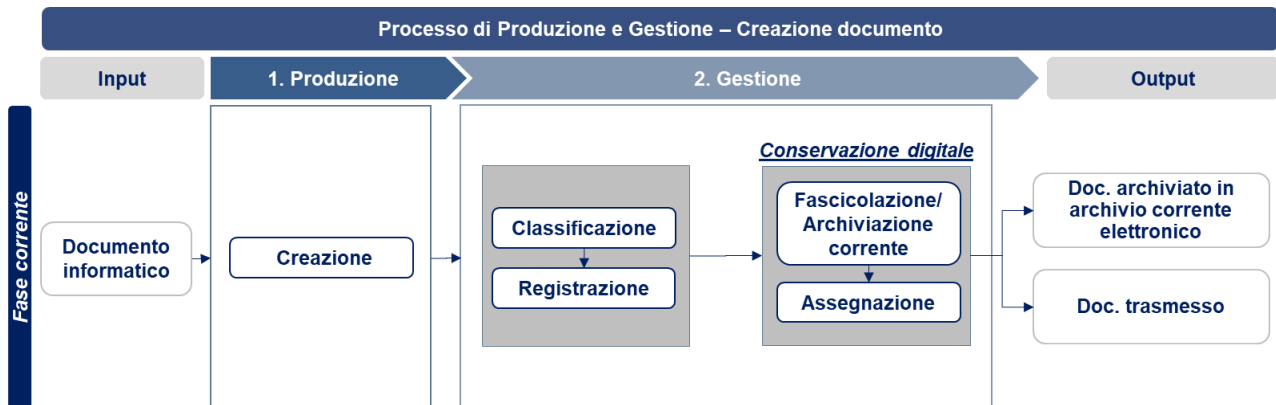 Processo di Produzione e Gestione – Creazione documento
Input
1. Produzione
2. Gestione
Output
Fase corrente
Documento
informatico
Creazione
Classificazione
Registrazione
Conservazione digitale
Fascicolazione/
Archiviazione
corrente
Assegnazione
Doc. archiviato in
archivio corrente
elettronico
Doc. trasmesso